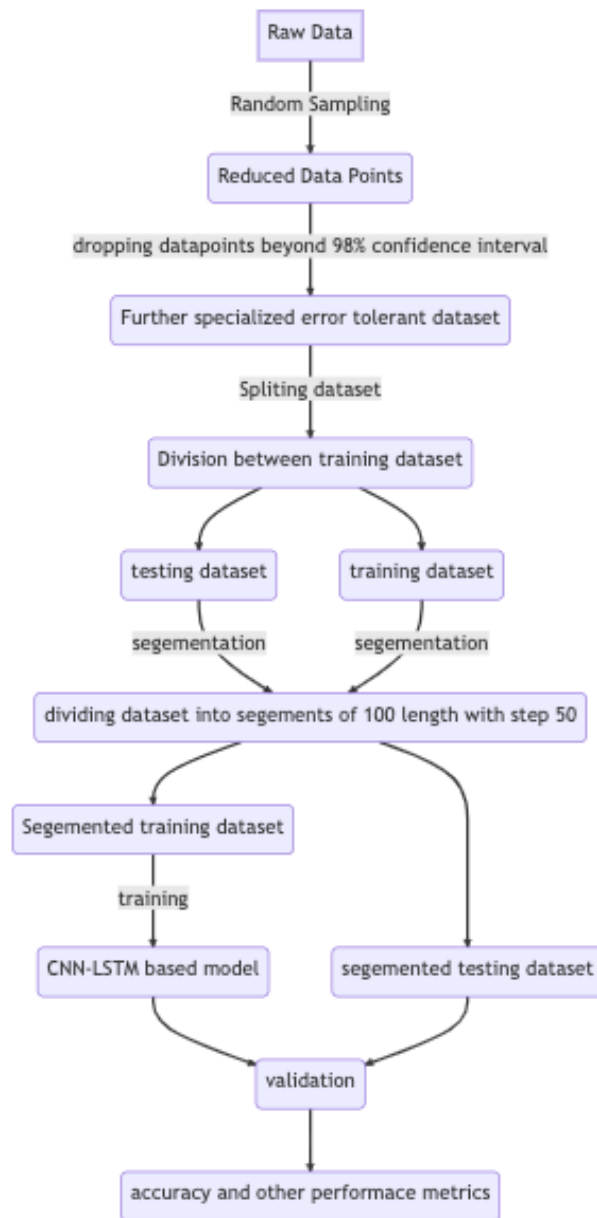 Raw Data
Random Sampling
Reduced Data Points
dropping datapoints beyond 98% confidence interval
Further specialized error tolerant dataset
Spliting dataset
Division between training dataset
testing dataset
training dataset
segementation
segementation
dividing dataset into segements of 100 length with step 50
Segemented training dataset
training
CNN-LSTM based model
segemented testing dataset
validation
accuracy and other performace metrics